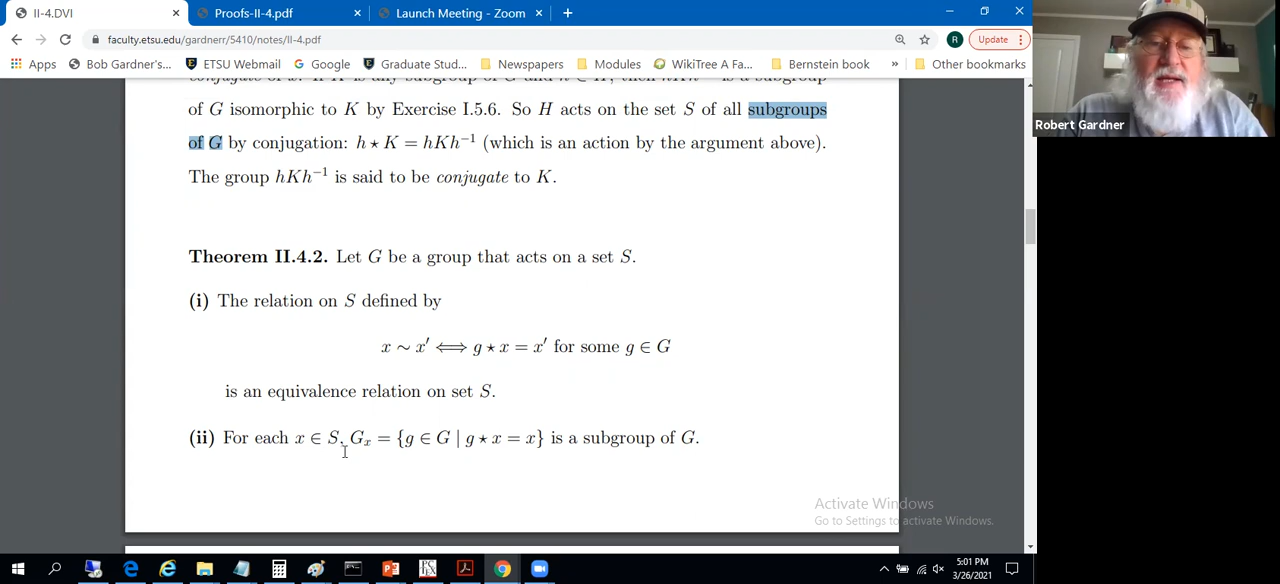 II-4.DVI
Proofs-II-4.pdf
Launch Meeting - Zoom
faculty.etsu.edu/gardnerr/5410/notes/II-4.pdf
R
Update
Apps
Bob Gardner's...
ETSU Webmail
Google
Graduate Stud...
Newspapers
Modules
WikiTree A Fa...
Bernstein book
»
Other bookmarks
of G isomorphic to K by Exercise I.5.6. So H acts on the set S of all subgroups
of G by conjugation: h ⋆ K = hKh⁻¹ (which is an action by the argument above).
The group hKh⁻¹ is said to be conjugate to K.
Theorem II.4.2. Let G be a group that acts on a set S.
(i) The relation on S defined by
x ∼ x′ ⟺ g ⋆ x = x′ for some g ∈ G
is an equivalence relation on set S.
(ii) For each x ∈ S, Gₓ = {g ∈ G | g ⋆ x = x} is a subgroup of G.
Activate Windows
Go to Settings to activate Windows.
Robert Gardner
5:01 PM
3/26/2021